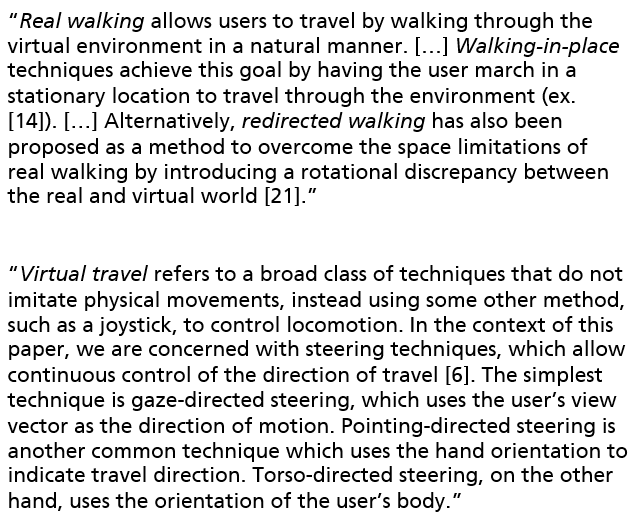 “Real walking allows users to travel by walking through the
virtual environment in a natural manner. […] Walking-in-place
techniques achieve this goal by having the user march in a
stationary location to travel through the environment (ex.
[14]). […] Alternatively, redirected walking has also been
proposed as a method to overcome the space limitations of
real walking by introducing a rotational discrepancy between
the real and virtual world [21].”
“Virtual travel refers to a broad class of techniques that do not
imitate physical movements, instead using some other method,
such as a joystick, to control locomotion. In the context of this
paper, we are concerned with steering techniques, which allow
continuous control of the direction of travel [6]. The simplest
technique is gaze-directed steering, which uses the user’s view
vector as the direction of motion. Pointing-directed steering is
another common technique which uses the hand orientation to
indicate travel direction. Torso-directed steering, on the other
hand, uses the orientation of the user’s body.”